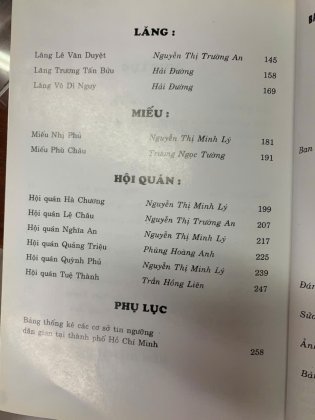 LĂNG :
Lăng Lê Văn Duyệt Nguyễn Thị Trường An 145
Lăng Trương Tấn Bửu Hải Đường 158
Lăng Võ Di Nguy Hải Đường 169
MIẾU :
Miếu Nhị Phủ Nguyễn Thị Minh Lý 181
Miếu Phù Châu Trương Ngọc Tường 191
HỘI QUÁN :
Hội quán Hà Chương Nguyễn Thị Minh Lý 199
Hội quán Lệ Châu Nguyễn Thị Trường An 207
Hội quán Nghĩa An Nguyễn Thị Minh Lý 217
Hội quán Quảng Triệu Phùng Hoàng Anh 225
Hội quán Quỳnh Phủ Nguyễn Thị Minh Lý 239
Hội quán Tuệ Thành Trần Hồng Liên 247
PHỤ LỤC
Bảng thống kê các cơ sở tín ngưỡng
dân gian tại thành phố Hồ Chí Minh
258
Ban
Sửa
Ảnh